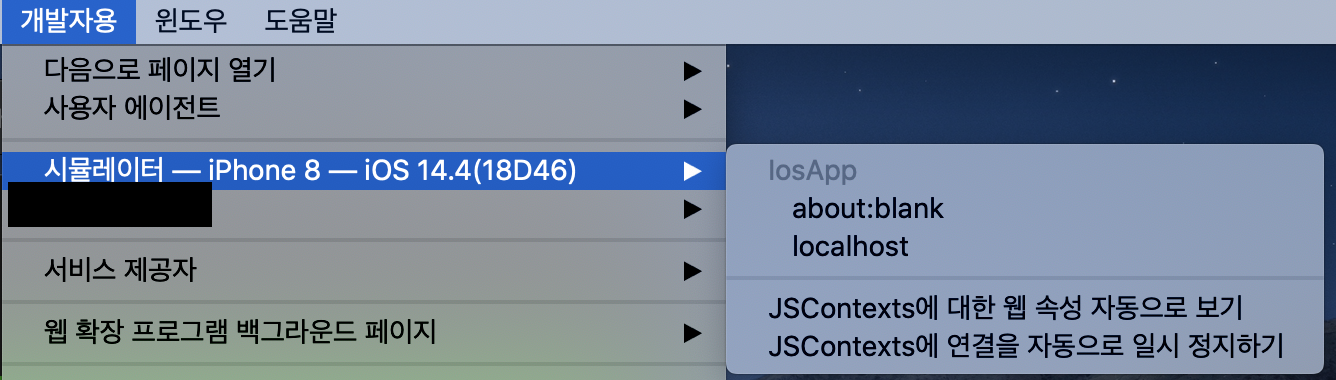 개발자용 윈도우 도움말
다음으로 페이지 열기
사용자 에이전트
시뮬레이터 — iPhone 8 — iOS 14.4(18D46)
서비스 제공자
웹 확장 프로그램 백그라운드 페이지
IosApp
about:blank
localhost
JSContexts에 대한 웹 속성 자동으로 보기
JSContexts에 연결을 자동으로 일시 정지하기